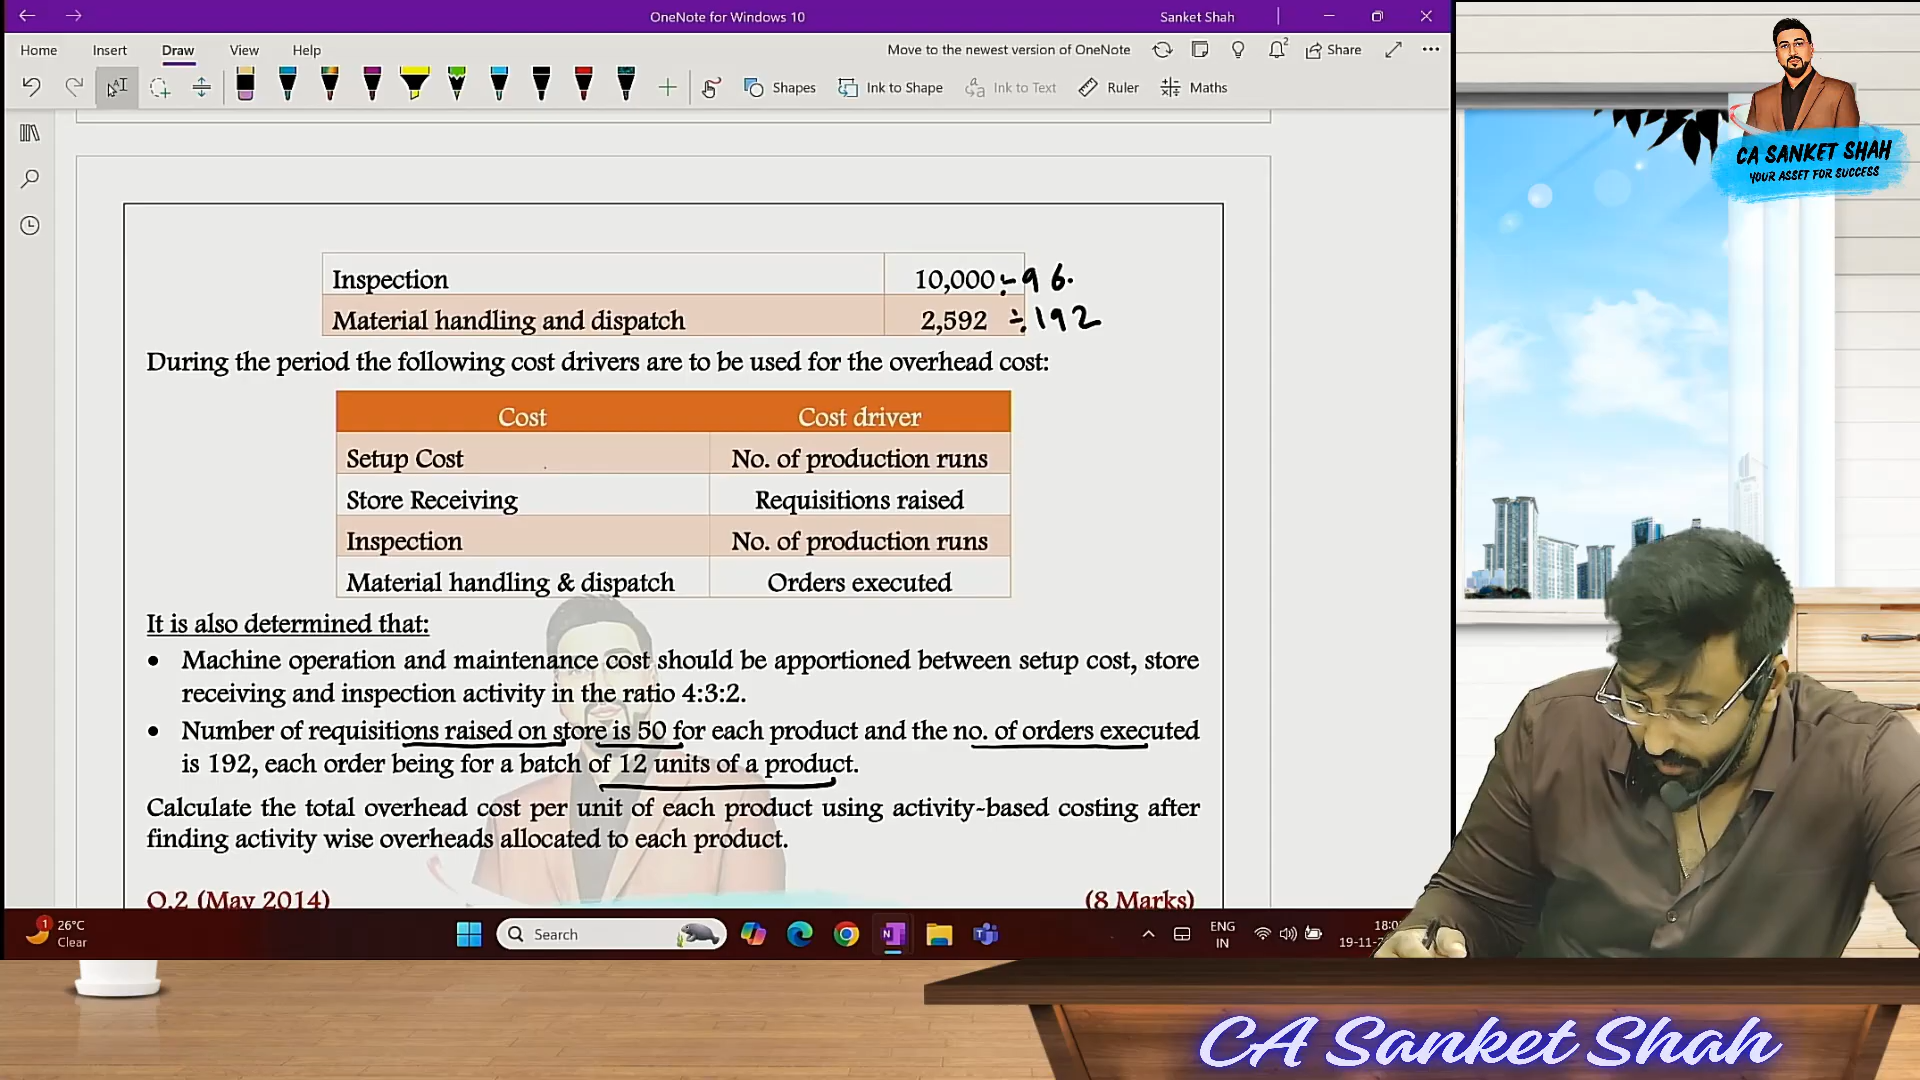 OneNote for Windows 10
Sanket Shah
Home Insert Draw View Help
Move to the newest version of OneNote
2
Share
Shapes
Ink to Shape
Ink to Text
Ruler
Maths
CA SANKET SHAH
YOUR ASSET FOR SUCCESS
Inspection 10,000 ÷ 96.
Material handling and dispatch 2,592 ÷ 192
During the period the following cost drivers are to be used for the overhead cost:
Cost Cost driver
Setup Cost No. of production runs
Store Receiving Requisitions raised
Inspection No. of production runs
Material handling & dispatch Orders executed
It is also determined that:
• Machine operation and maintenance cost should be apportioned between setup cost, store
receiving and inspection activity in the ratio 4:3:2.
• Number of requisitions raised on store is 50 for each product and the no. of orders executed
is 192, each order being for a batch of 12 units of a product.
Calculate the total overhead cost per unit of each product using activity-based costing after
finding activity wise overheads allocated to each product.
Q.2 (May 2014) (8 Marks)
1
26°C
Clear
Search
ENG
IN
CA Sanket Shah